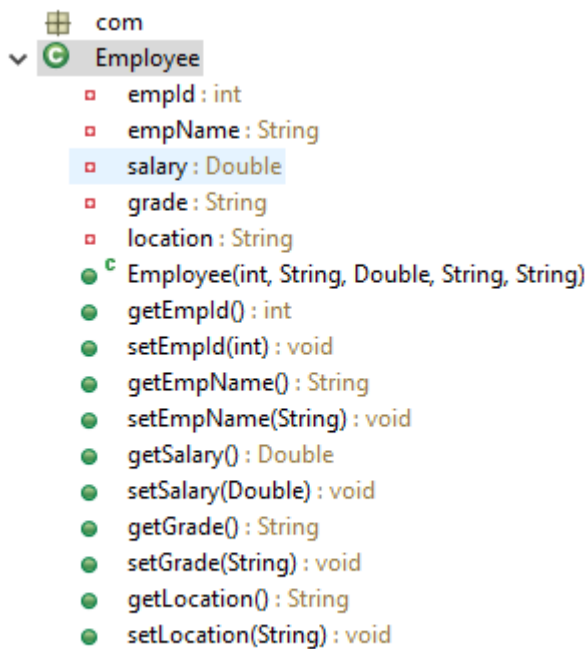 com
Employee
empId : int
empName : String
salary : Double
grade : String
location : String
C Employee(int, String, Double, String, String)
getEmpId() : int
setEmpId(int) : void
getEmpName() : String
setEmpName(String) : void
getSalary() : Double
setSalary(Double) : void
getGrade() : String
setGrade(String) : void
getLocation() : String
setLocation(String) : void